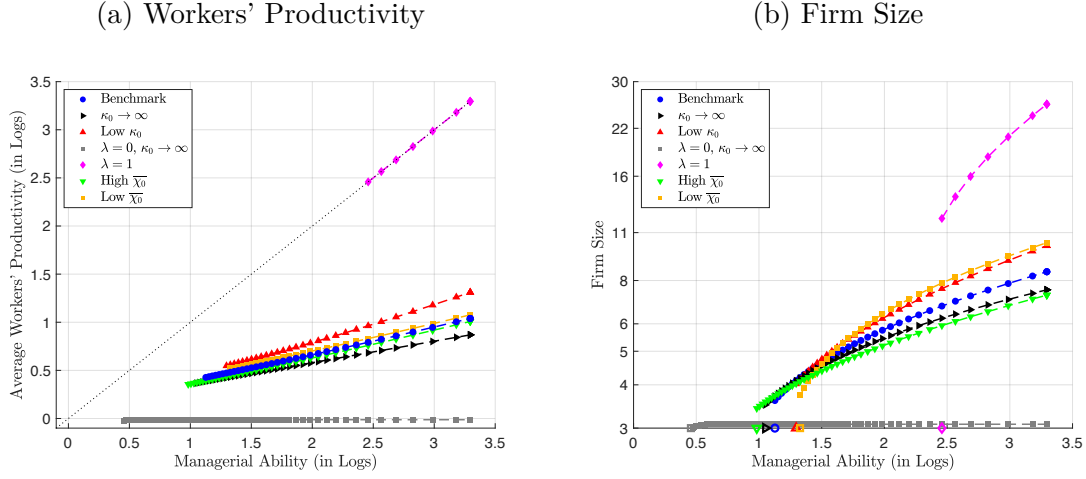 (a) Workers' Productivity
3.5
3
2.5
2
1.5
1
0.5
0
Average Workers' Productivity (in Logs)
Benchmark
κ₀ → ∞
Low κ₀
λ = 0, κ₀ → ∞
λ = 1
High χ̅₀
Low χ̅₀
0 0.5 1 1.5 2 2.5 3 3.5
Managerial Ability (in Logs)
(b) Firm Size
30
22
16
11
8
6
5
4
3
Firm Size
Benchmark
κ₀ → ∞
Low κ₀
λ = 0, κ₀ → ∞
λ = 1
High χ̅₀
Low χ̅₀
0 0.5 1 1.5 2 2.5 3 3.5
Managerial Ability (in Logs)